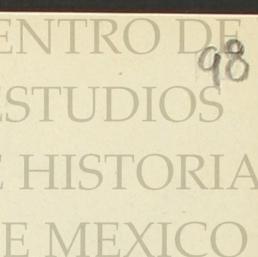 ENTRO DE
98
ESTUDIOS
E HISTORIA
E MEXICO